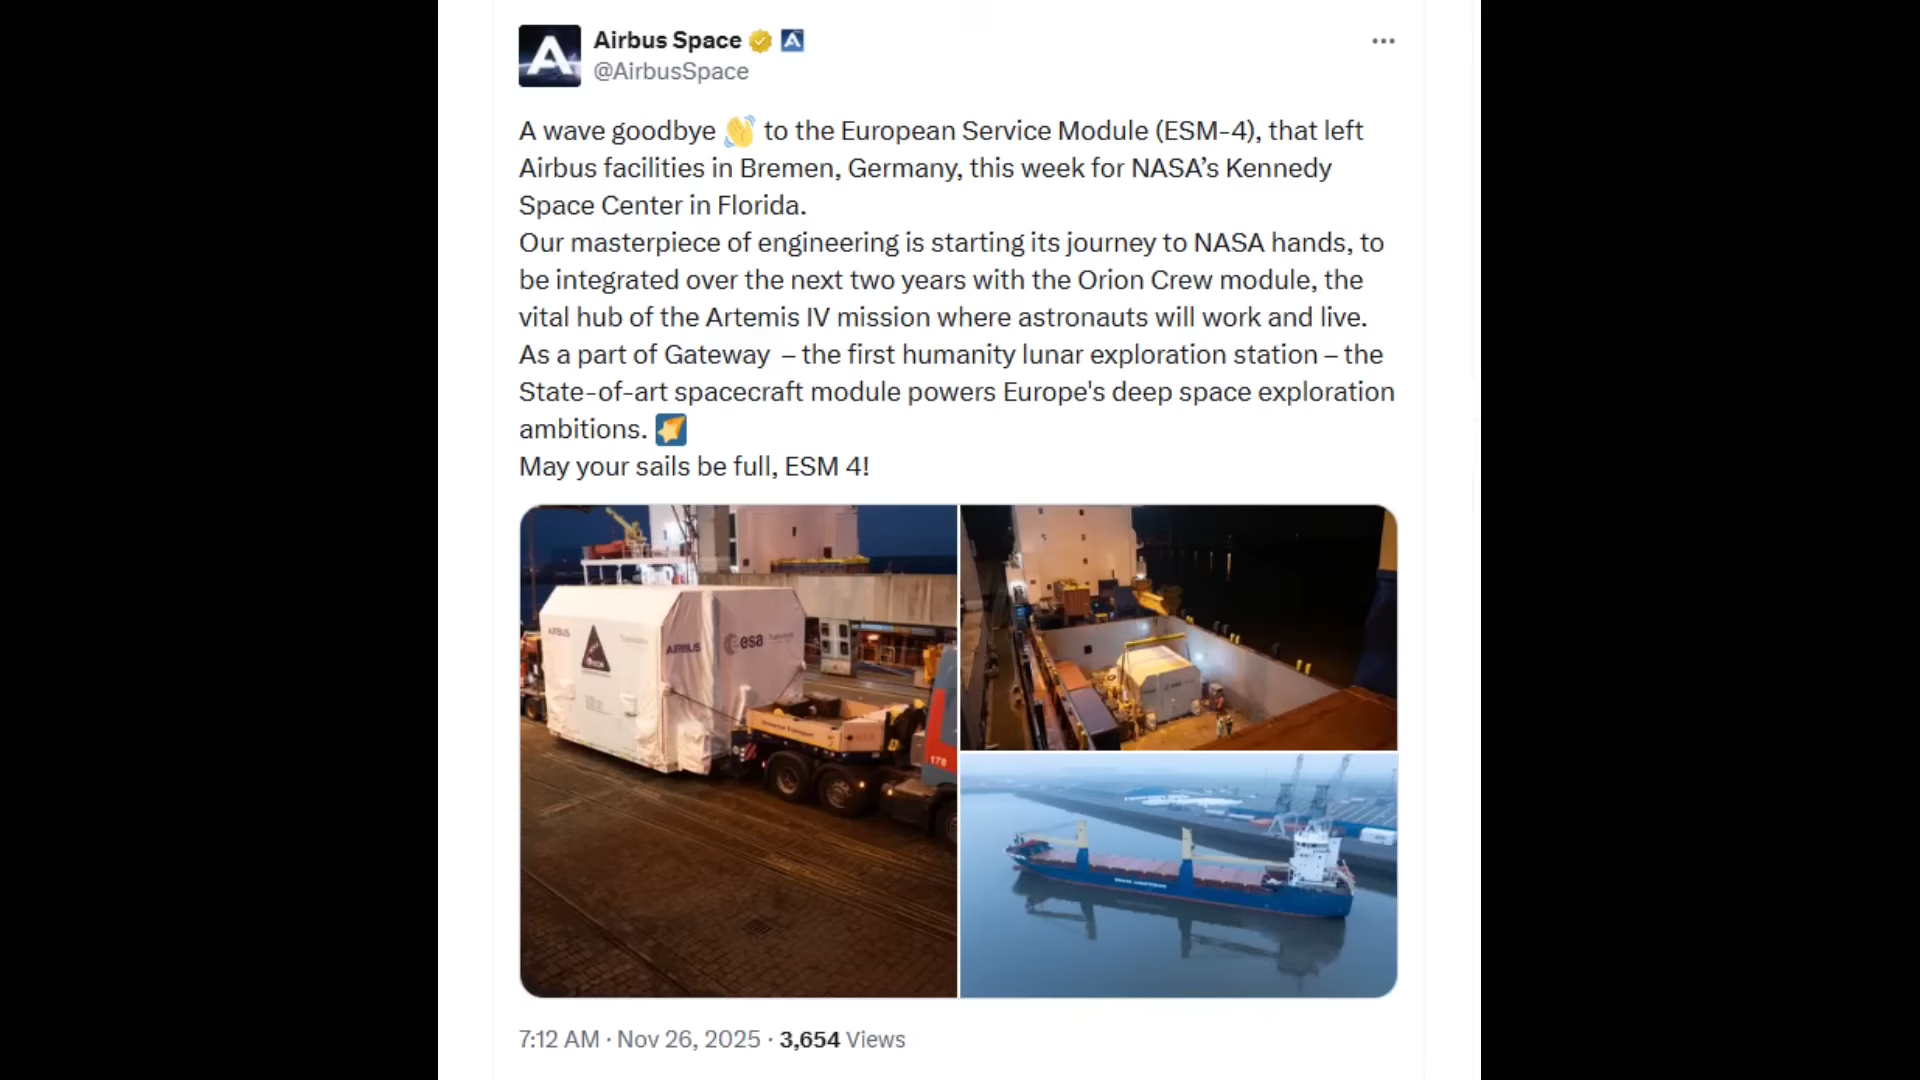 Airbus Space
@AirbusSpace
A wave goodbye 👋 to the European Service Module (ESM-4), that left
Airbus facilities in Bremen, Germany, this week for NASA’s Kennedy
Space Center in Florida.
Our masterpiece of engineering is starting its journey to NASA hands, to
be integrated over the next two years with the Orion Crew module, the
vital hub of the Artemis IV mission where astronauts will work and live.
As a part of Gateway – the first humanity lunar exploration station – the
State-of-art spacecraft module powers Europe's deep space exploration
ambitions.
May your sails be full, ESM 4!
AIRBUS
AIRBUS
esa
178
7:12 AM · Nov 26, 2025 · 3,654 Views